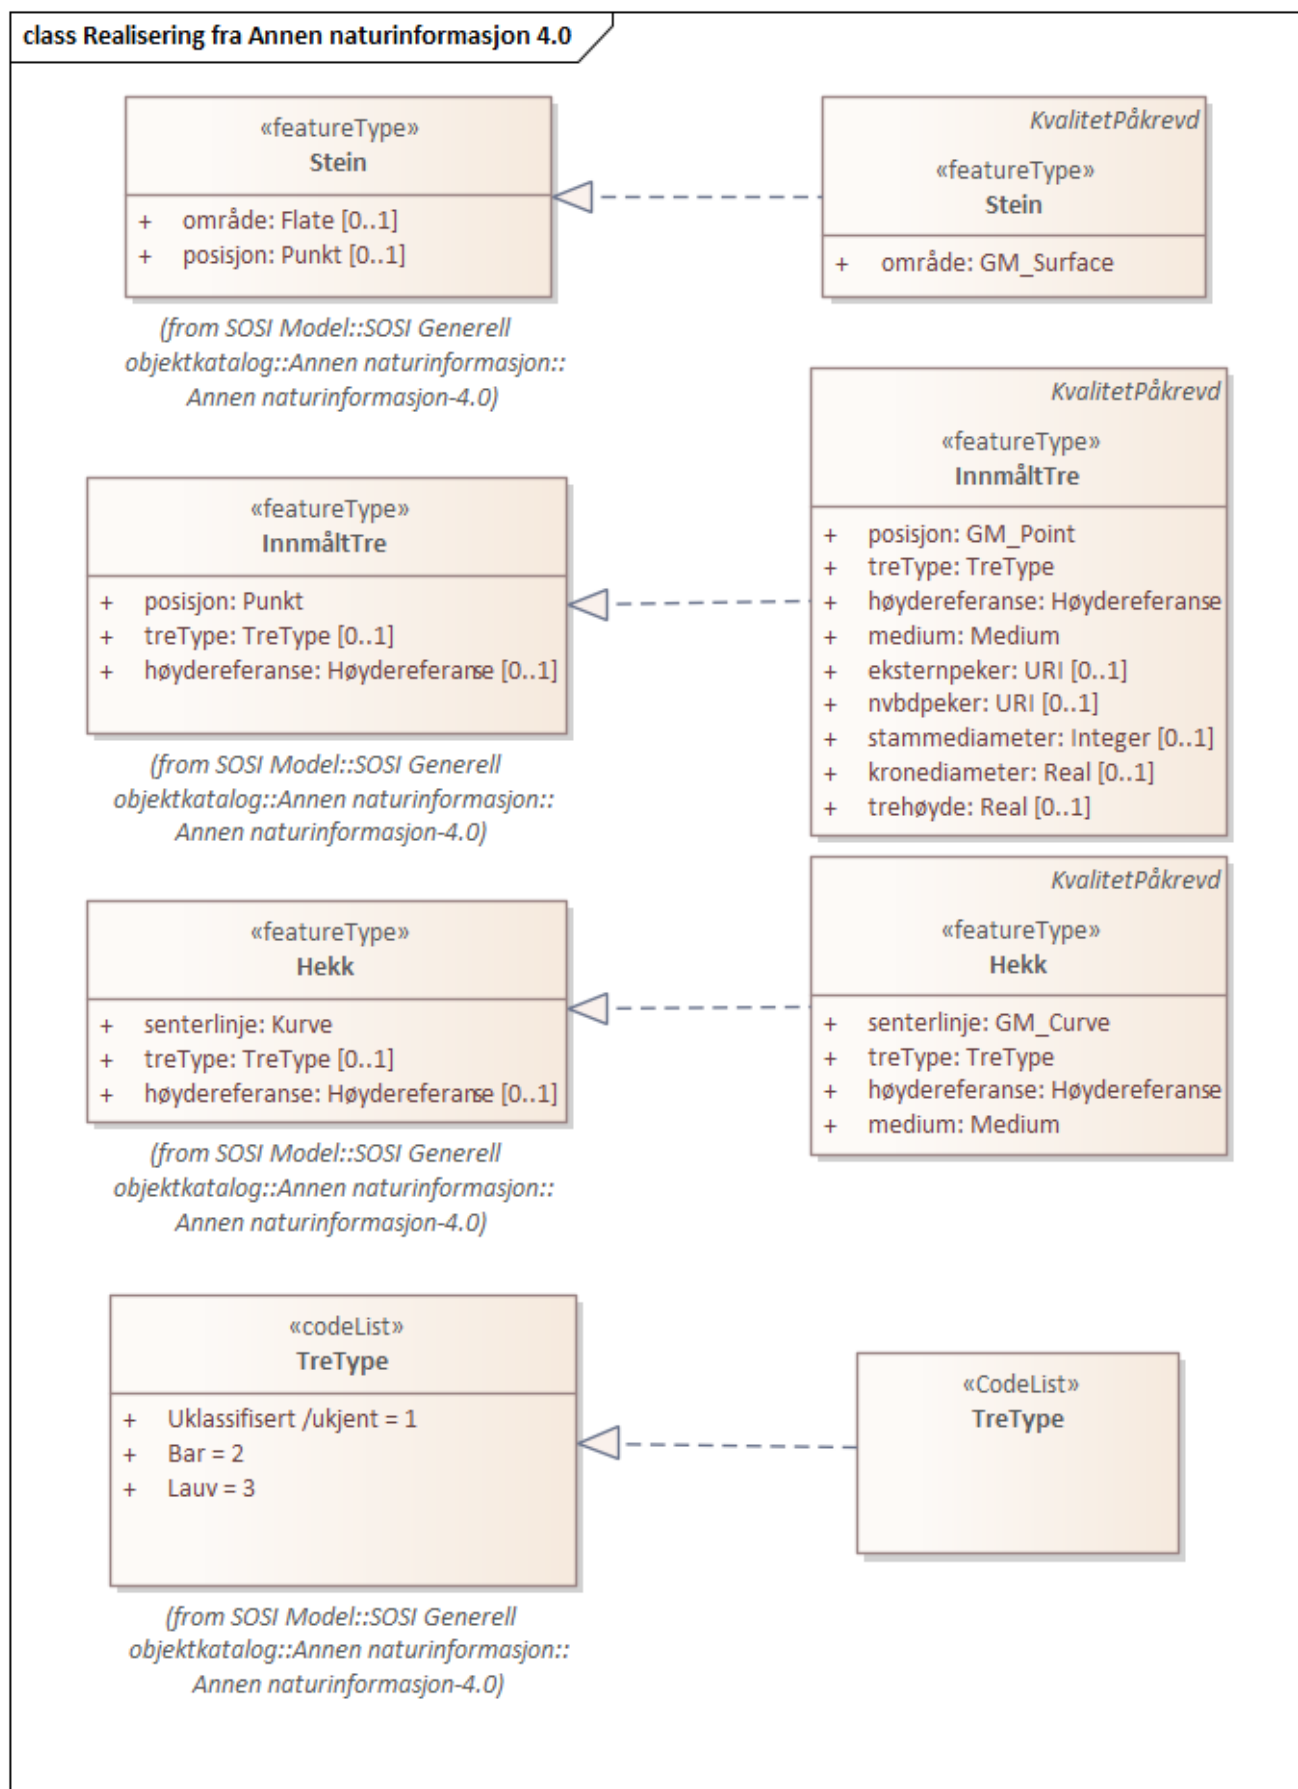 class Realisering fra Annen naturinformasjon 4.0
«featureType»
Stein
+ område: Flate [0..1]
+ posisjon: Punkt [0..1]
(from SOSI Model::SOSI Generell
objektkatalog::Annen naturinformasjon::
Annen naturinformasjon-4.0)
KvalitetPåkrevd
«featureType»
Stein
+ område: GM_Surface
«featureType»
InnmåltTre
+ posisjon: Punkt
+ treType: TreType [0..1]
+ høydereferanse: Høydereferanse [0..1]
(from SOSI Model::SOSI Generell
objektkatalog::Annen naturinformasjon::
Annen naturinformasjon-4.0)
KvalitetPåkrevd
«featureType»
InnmåltTre
+ posisjon: GM_Point
+ treType: TreType
+ høydereferanse: Høydereferanse
+ medium: Medium
+ eksternpeker: URI [0..1]
+ nvbdpeker: URI [0..1]
+ stammediameter: Integer [0..1]
+ kronediameter: Real [0..1]
+ trehøyde: Real [0..1]
«featureType»
Hekk
+ senterlinje: Kurve
+ treType: TreType [0..1]
+ høydereferanse: Høydereferanse [0..1]
(from SOSI Model::SOSI Generell
objektkatalog::Annen naturinformasjon::
Annen naturinformasjon-4.0)
KvalitetPåkrevd
«featureType»
Hekk
+ senterlinje: GM_Curve
+ treType: TreType
+ høydereferanse: Høydereferanse
+ medium: Medium
«codeList»
TreType
+ Uklassifisert /ukjent = 1
+ Bar = 2
+ Lauv = 3
(from SOSI Model::SOSI Generell
objektkatalog::Annen naturinformasjon::
Annen naturinformasjon-4.0)
«CodeList»
TreType